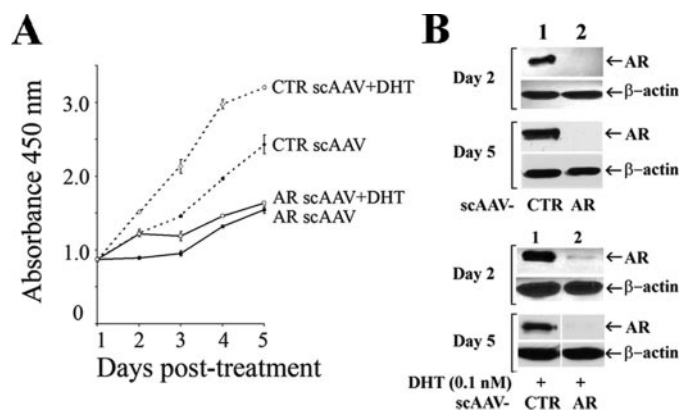 A
Absorbance 450 nm
3.0
2.0
1.0
0
CTR scAAV+DHT
CTR scAAV
AR scAAV+DHT
AR scAAV
1 2 3 4 5
Days post-treatment
B
1 2
Day 2
←AR
←β-actin
Day 5
←AR
←β-actin
scAAV- CTR AR
1 2
Day 2
←AR
←β-actin
Day 5
←AR
←β-actin
DHT (0.1 nM) + +
scAAV- CTR AR